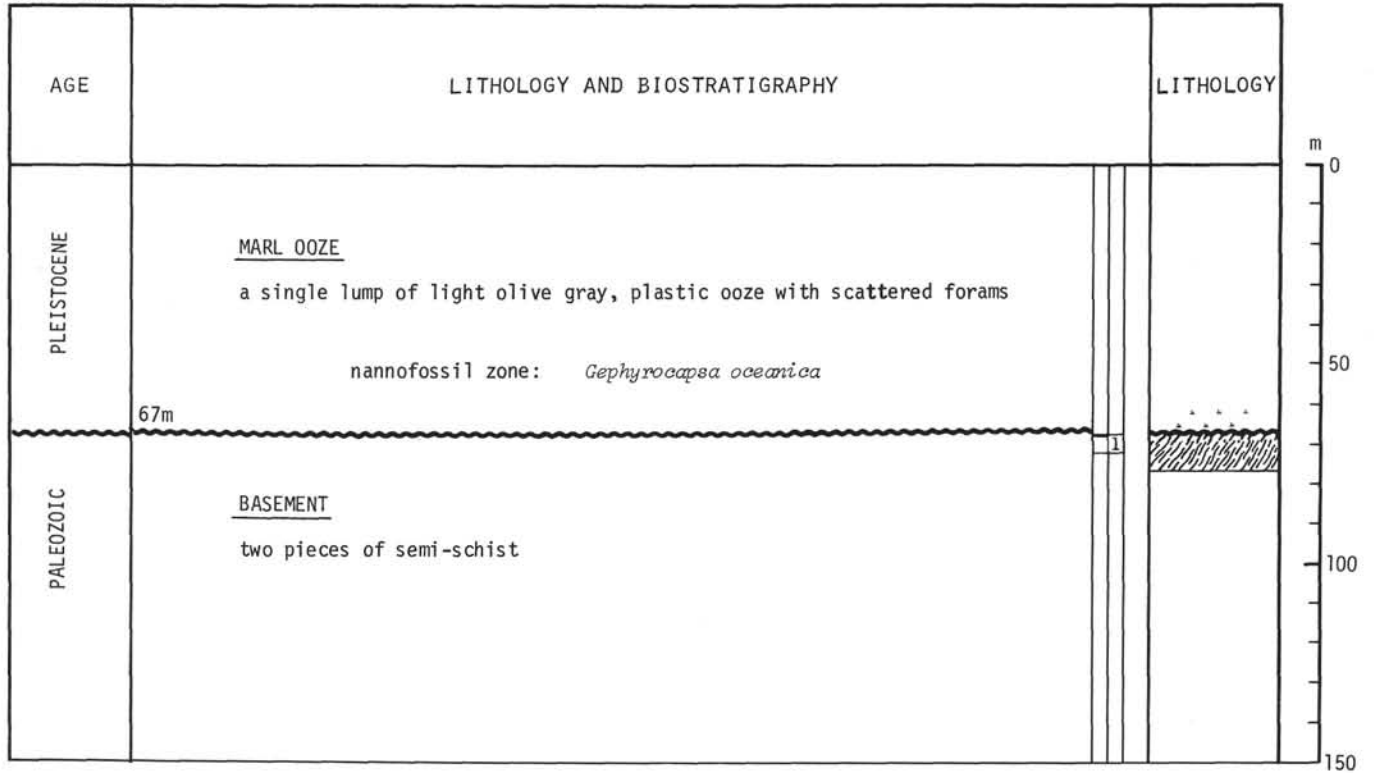 AGE
LITHOLOGY AND BIOSTRATIGRAPHY
LITHOLOGY
m
0
PLEISTOCENE
MARL OOZE
a single lump of light olive gray, plastic ooze with scattered forams
nannofossil zone: Gephyrocapsa oceanica
50
67m
1
PALEOZOIC
BASEMENT
two pieces of semi-schist
100
150